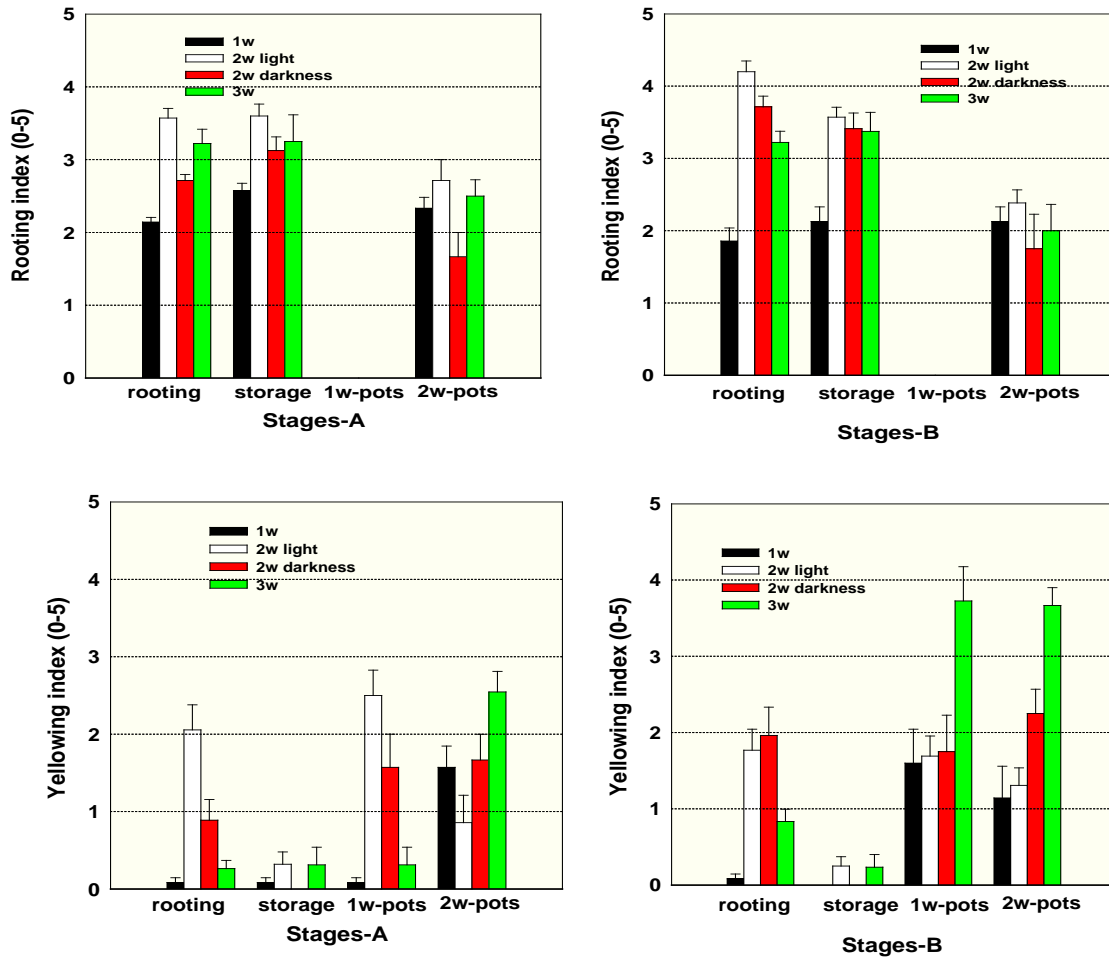 Rooting index (0-5)
5
4
3
2
1
0
1w
2w light
2w darkness
3w
rooting storage 1w-pots 2w-pots
Stages-A
Rooting index (0-5)
5
4
3
2
1
0
1w
2w light
2w darkness
3w
rooting storage 1w-pots 2w-pots
Stages-B
Yellowing index (0-5)
5
4
3
2
1
0
1w
2w light
2w darkness
3w
rooting storage 1w-pots 2w-pots
Stages-A
Yellowing index (0-5)
5
4
3
2
1
0
1w
2w light
2w darkness
3w
rooting storage 1w-pots 2w-pots
Stages-B